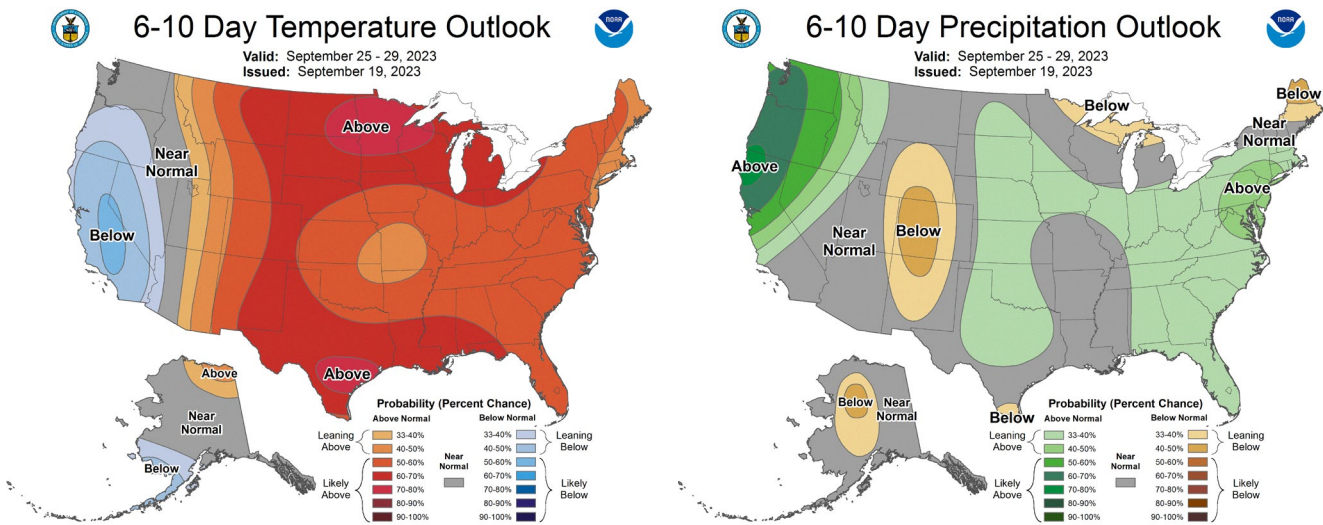 6-10 Day Temperature Outlook
Valid: September 25 - 29, 2023
Issued: September 19, 2023
NOAA
Above
Near
Normal
Below
Above
Above
Near
Normal
Below
Probability (Percent Chance)
Above Normal
Below Normal
Leaning
Above
33-40%
40-50%
50-60%
60-70%
70-80%
80-90%
90-100%
Likely
Above
Near
Normal
33-40%
40-50%
50-60%
60-70%
70-80%
80-90%
90-100%
Leaning
Below
Likely
Below
6-10 Day Precipitation Outlook
Valid: September 25 - 29, 2023
Issued: September 19, 2023
NOAA
Below
Below
Near
Normal
Above
Above
Near
Normal
Below
Below
Near
Normal
Below
Probability (Percent Chance)
Above Normal
Below Normal
Leaning
Above
33-40%
40-50%
50-60%
60-70%
70-80%
80-90%
90-100%
Likely
Above
Near
Normal
33-40%
40-50%
50-60%
60-70%
70-80%
80-90%
90-100%
Leaning
Below
Likely
Below